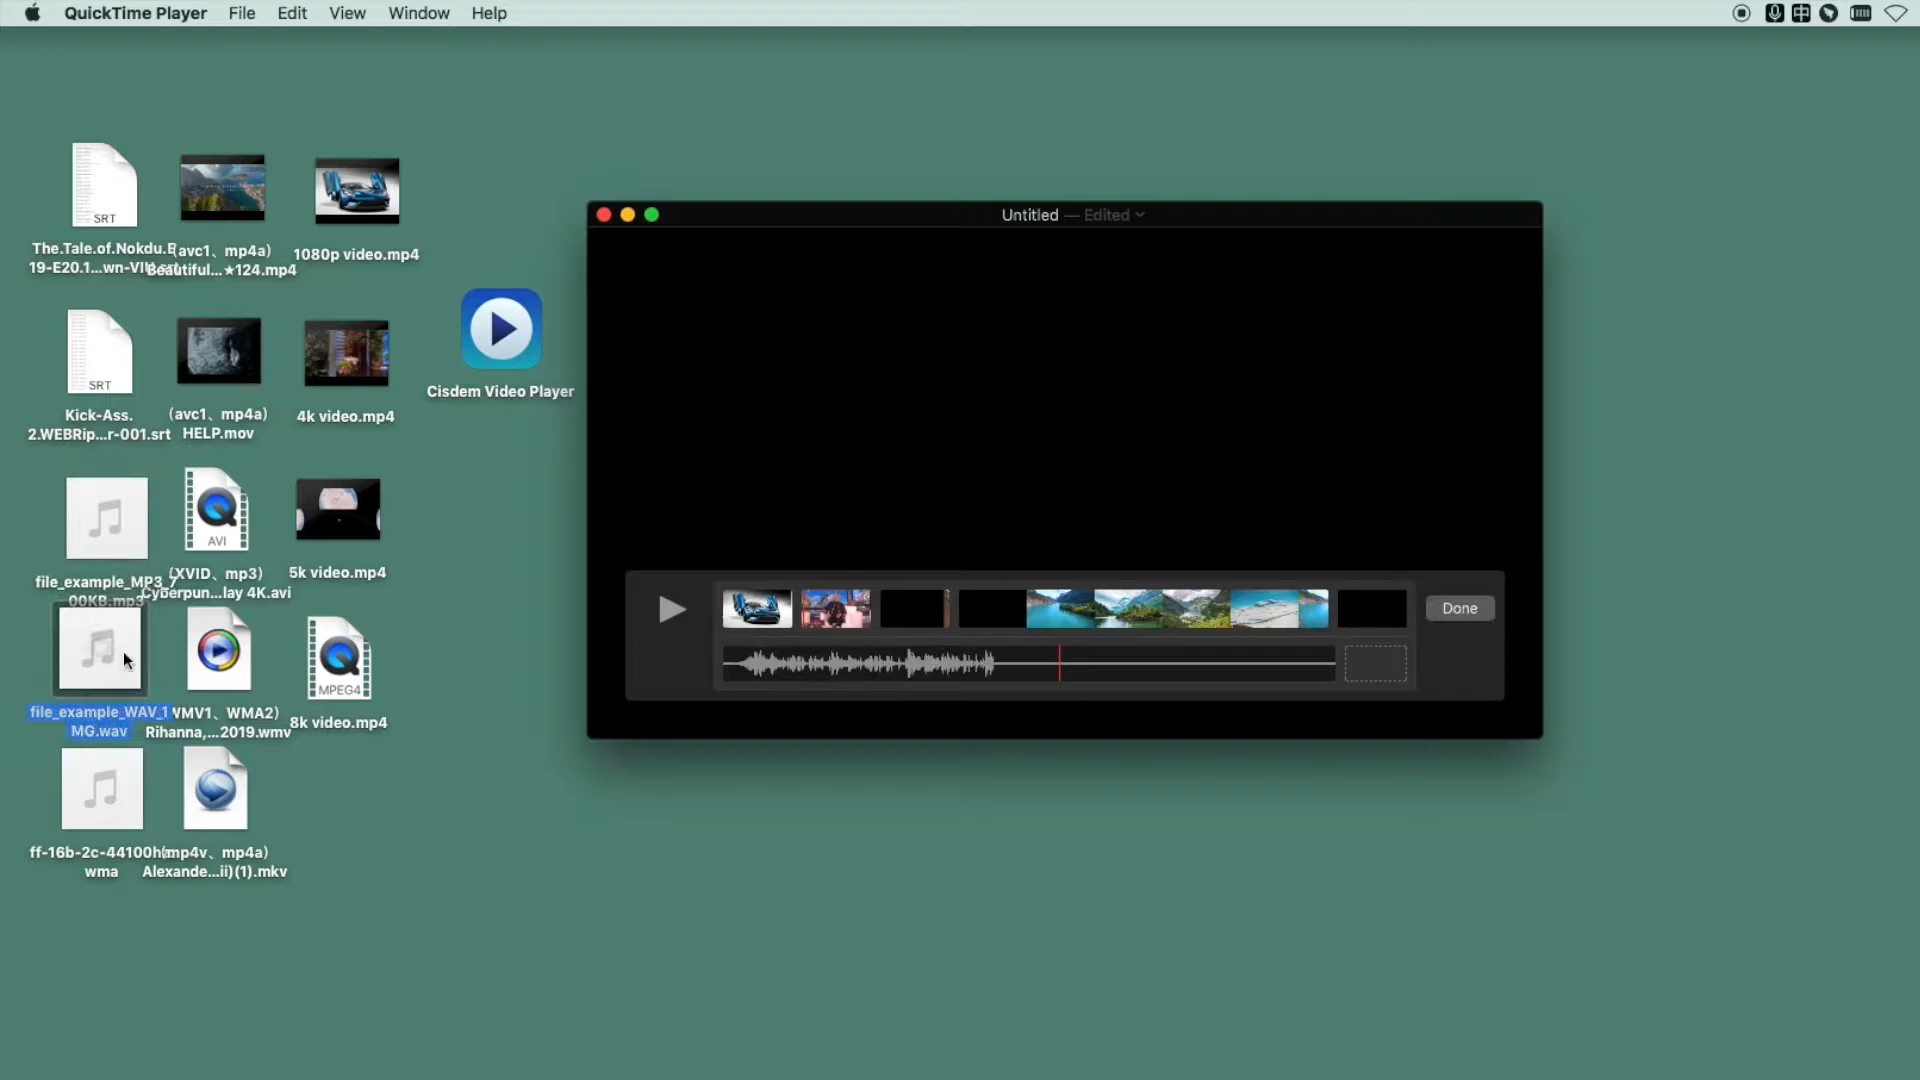 QuickTime Player File Edit View Window Help
中
Untitled — Edited
SRT
The.Tale.of.Nokdu.E
19-E20.1...wn-VIU.srt
(avc1、mp4a)
Beautiful...★124.mp4
1080p video.mp4
SRT
Kick-Ass.
2.WEBRip...r-001.srt
(avc1、mp4a)
HELP.mov
4k video.mp4
Cisdem Video Player
file_example_MP3_7
00KB.mp3
AVI
(XVID、mp3)
Cyberpun...lay 4K.avi
5k video.mp4
Done
file_example_WAV_1
MG.wav
WMV1、WMA2)
Rihanna,...2019.wmv
MPEG4
8k video.mp4
ff-16b-2c-44100hz.
wma
(mp4v、mp4a)
Alexande...ii)(1).mkv